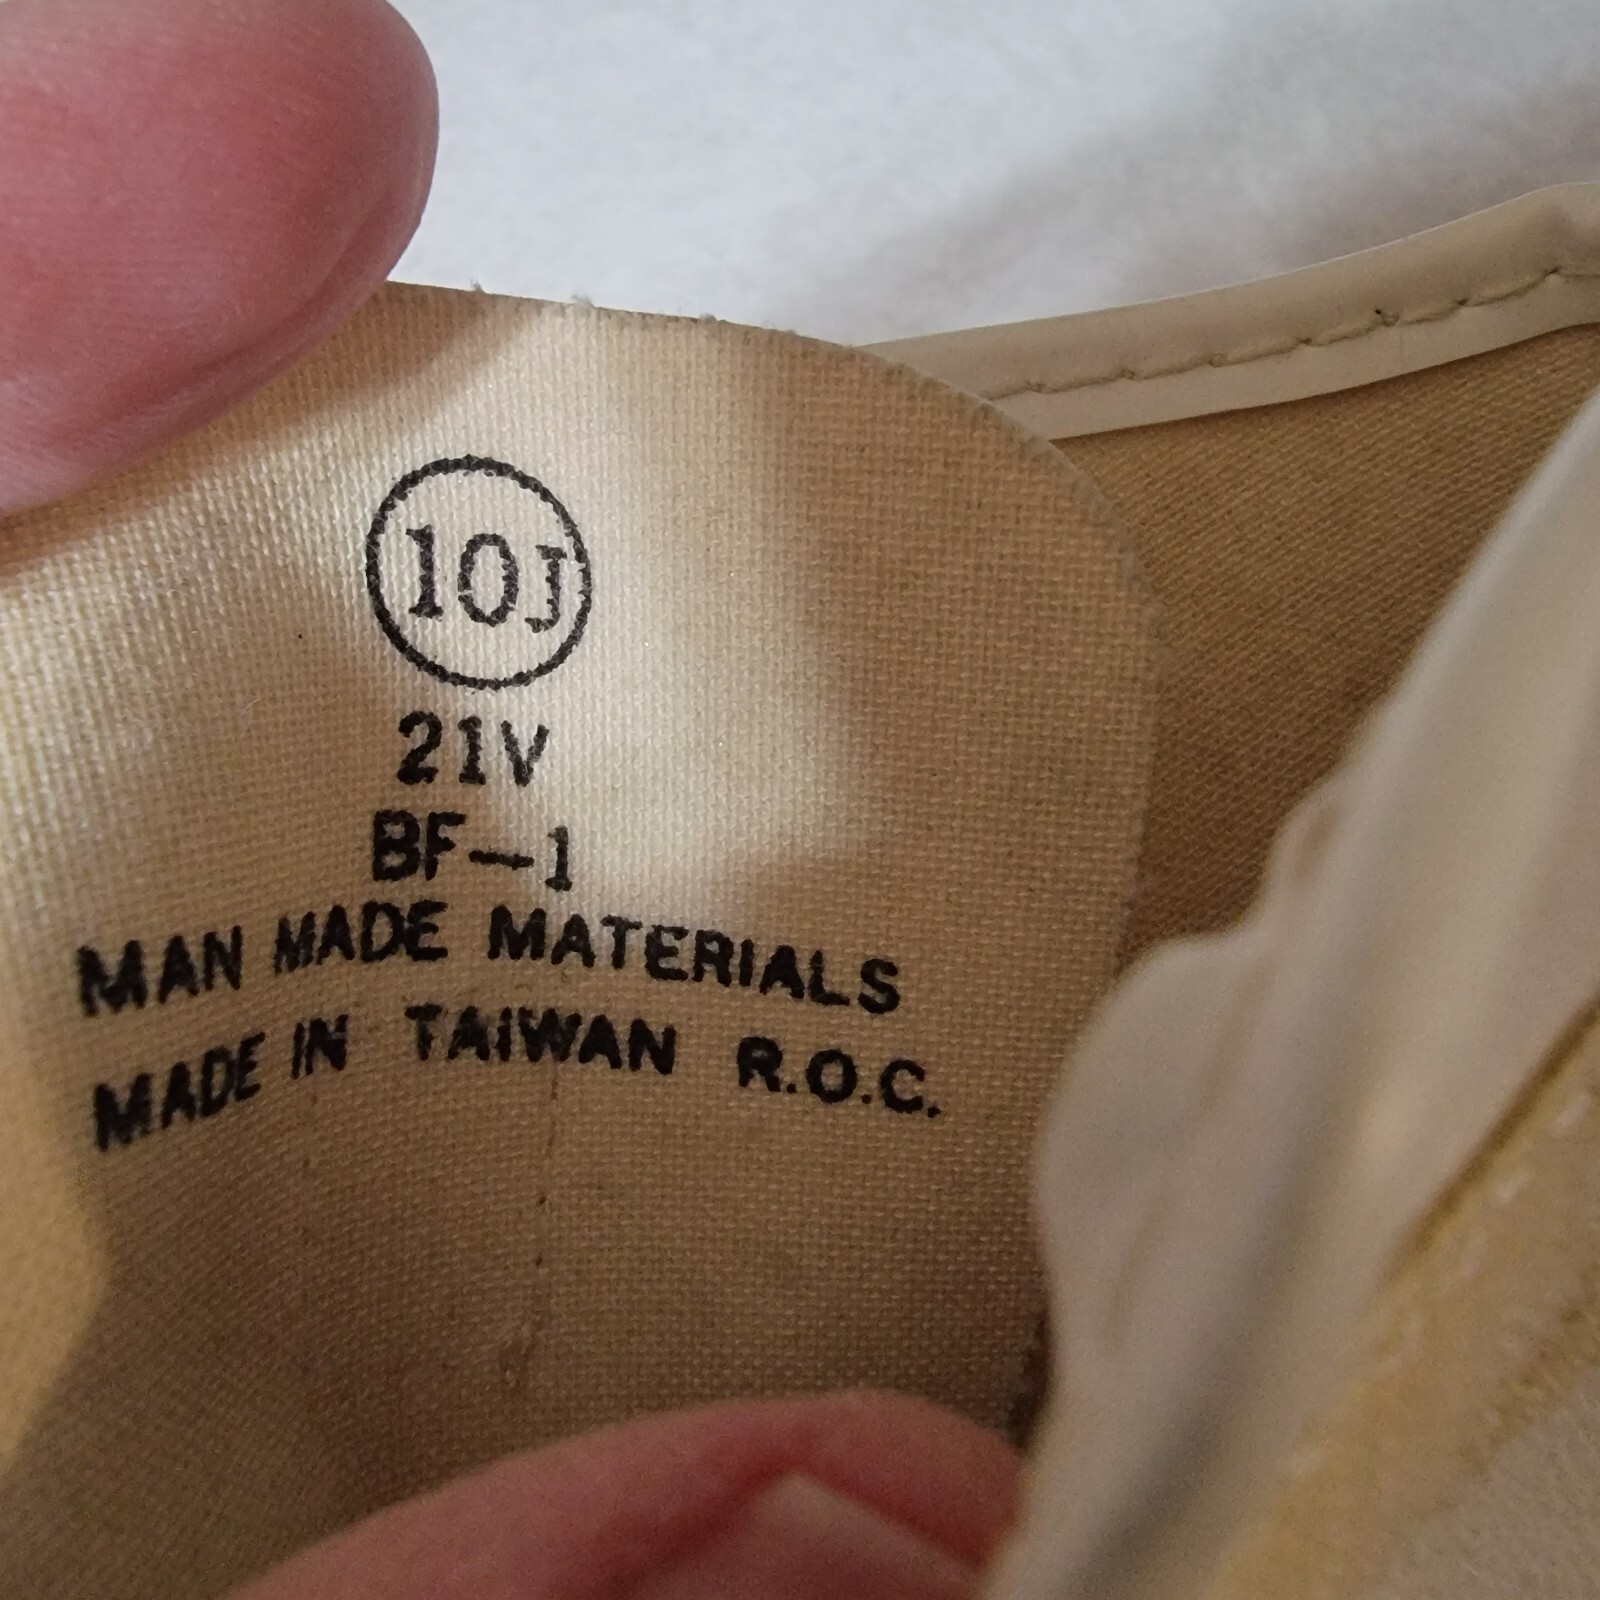 10J
21V
BF-1
MAN MADE MATERIALS
MADE IN TAIWAN R.O.C.